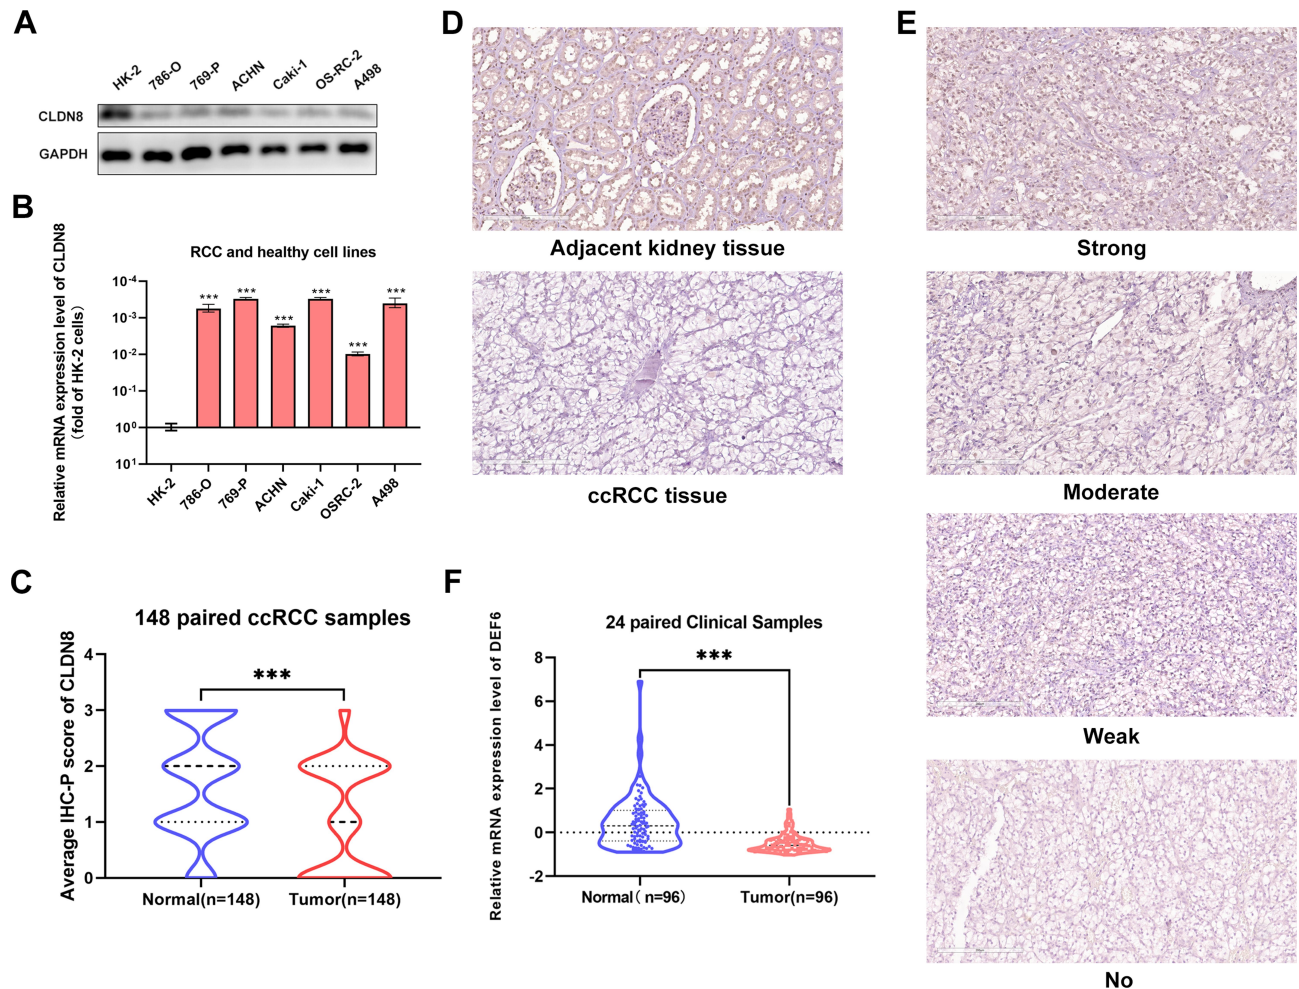 A
HK-2
786-O
769-P
ACHN
Caki-1
OS-RC-2
A498
CLDN8
GAPDH
B
RCC and healthy cell lines
Relative mRNA expression level of CLDN8
(fold of HK-2 cells)
10-4
10-3
10-2
10-1
100
101
***
***
***
***
***
***
HK-2
786-O
769-P
ACHN
Caki-1
OSRC-2
A498
C
148 paired ccRCC samples
Average IHC-P score of CLDN8
4
3
2
1
0
***
Normal(n=148)
Tumor(n=148)
D
Adjacent kidney tissue
ccRCC tissue
E
Strong
Moderate
Weak
No
F
24 paired Clinical Samples
Relative mRNA expression level of DEF6
8
6
4
2
0
-2
***
Normal( n=96)
Tumor(n=96)